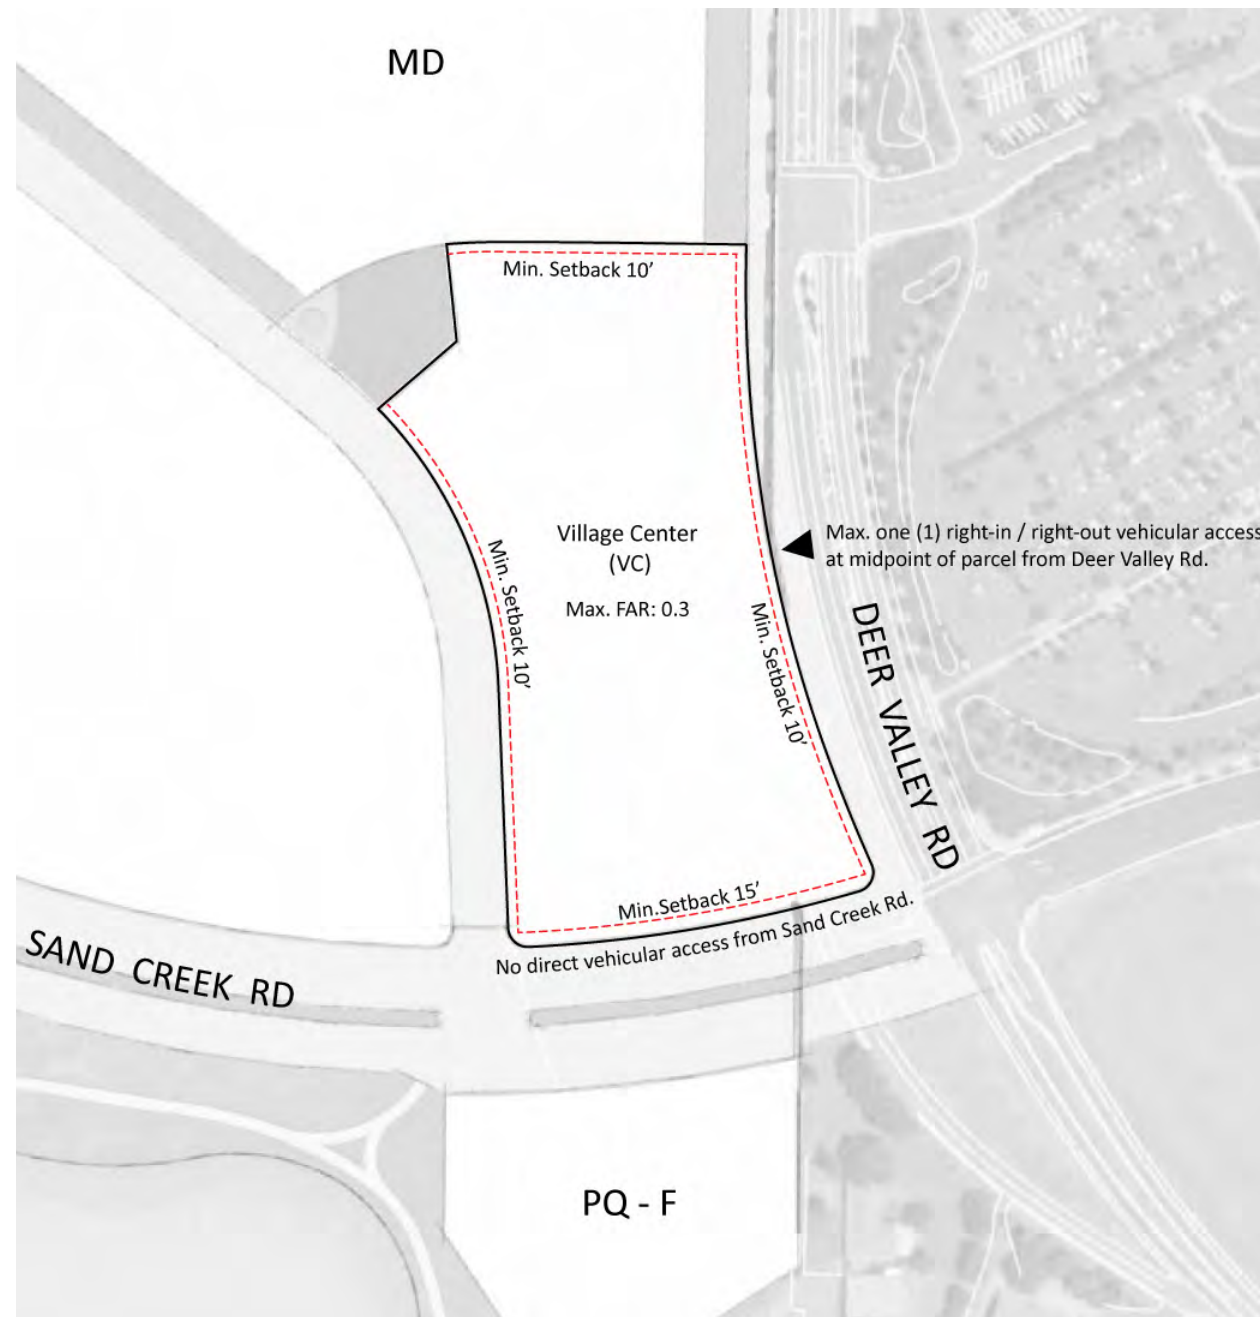 MD
Min. Setback 10'
Village Center
(VC)
Max. FAR: 0.3
Max. one (1) right-in / right-out vehicular access
at midpoint of parcel from Deer Valley Rd.
Min. Setback 10'
Min. Setback 10'
DEER VALLEY RD
Min.Setback 15'
No direct vehicular access from Sand Creek Rd.
SAND CREEK RD
PQ - F